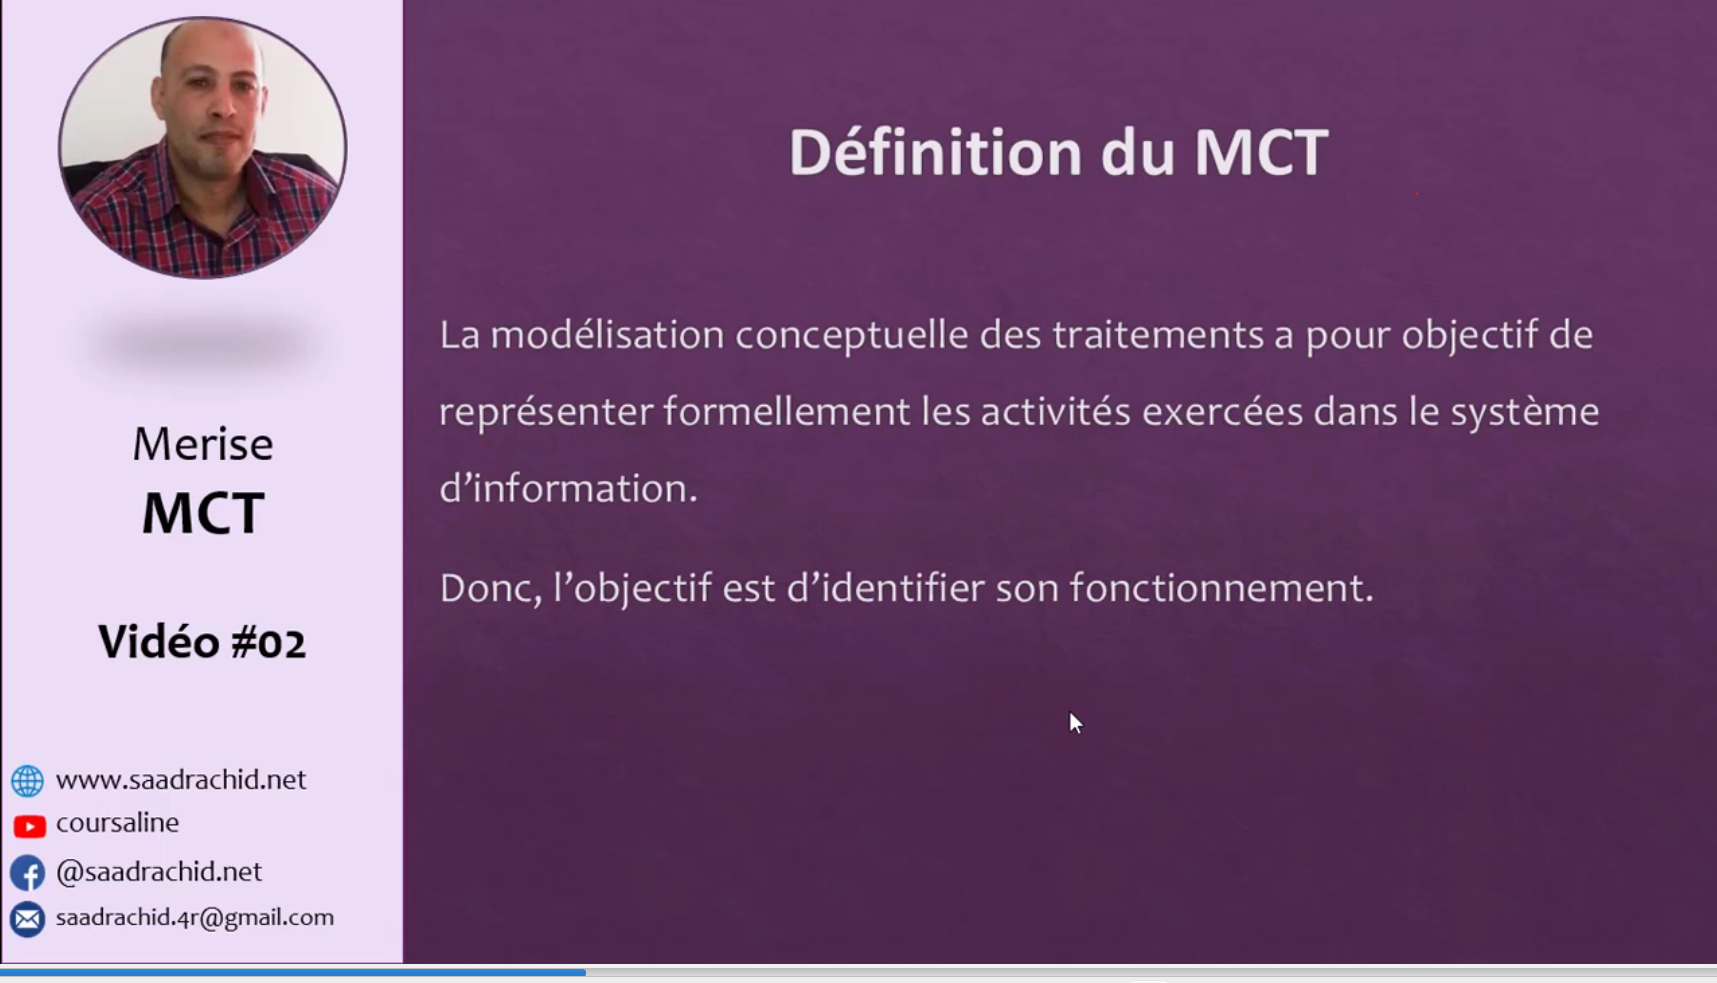 Merise
MCT
Vidéo #02
www.saadrachid.net
coursaline
@saadrachid.net
saadrachid.4r@gmail.com
Définition du MCT
La modélisation conceptuelle des traitements a pour objectif de
représenter formellement les activités exercées dans le système
d’information.
Donc, l’objectif est d’identifier son fonctionnement.